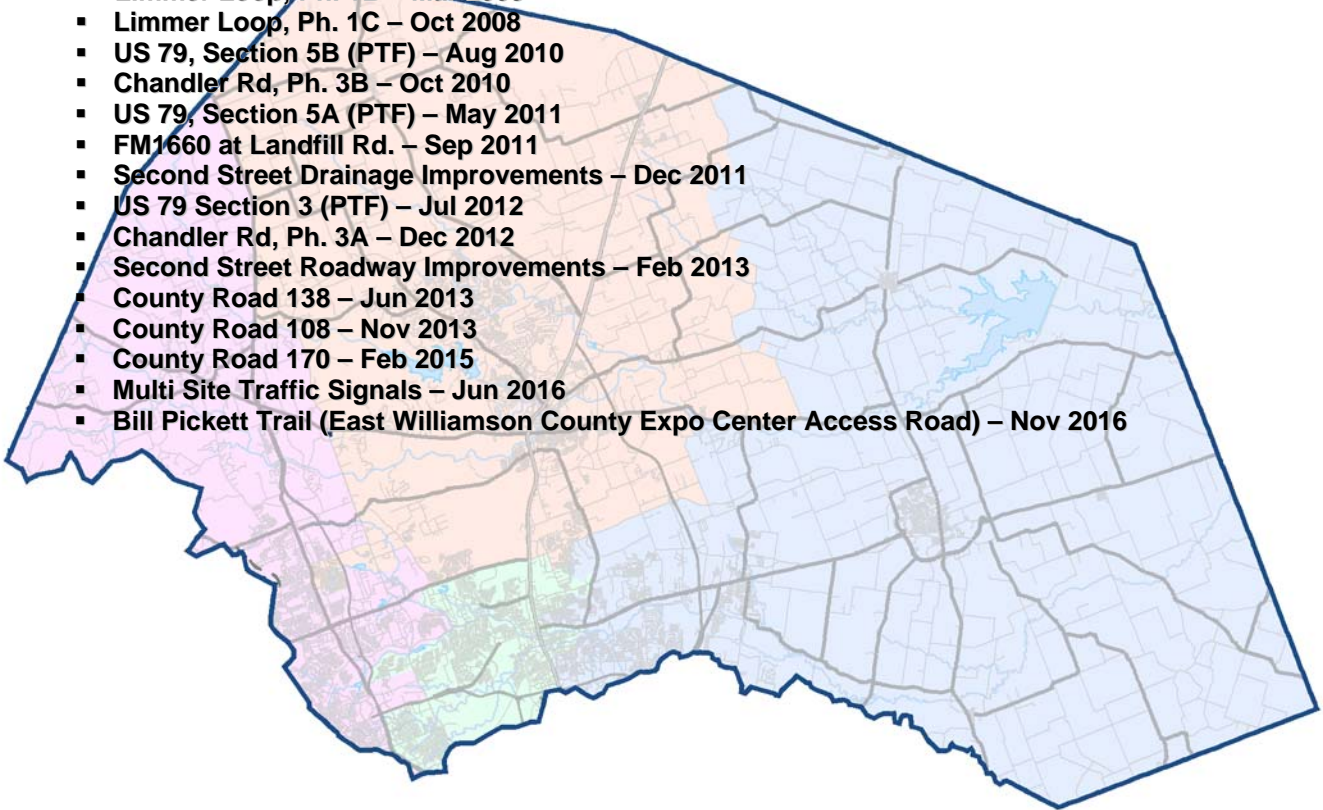 ▪ Limmer Loop, Ph. 1C – Oct 2008
▪ US 79, Section 5B (PTF) – Aug 2010
▪ Chandler Rd, Ph. 3B – Oct 2010
▪ US 79, Section 5A (PTF) – May 2011
▪ FM1660 at Landfill Rd. – Sep 2011
▪ Second Street Drainage Improvements – Dec 2011
▪ US 79 Section 3 (PTF) – Jul 2012
▪ Chandler Rd, Ph. 3A – Dec 2012
▪ Second Street Roadway Improvements – Feb 2013
▪ County Road 138 – Jun 2013
▪ County Road 108 – Nov 2013
▪ County Road 170 – Feb 2015
▪ Multi Site Traffic Signals – Jun 2016
▪ Bill Pickett Trail (East Williamson County Expo Center Access Road) – Nov 2016